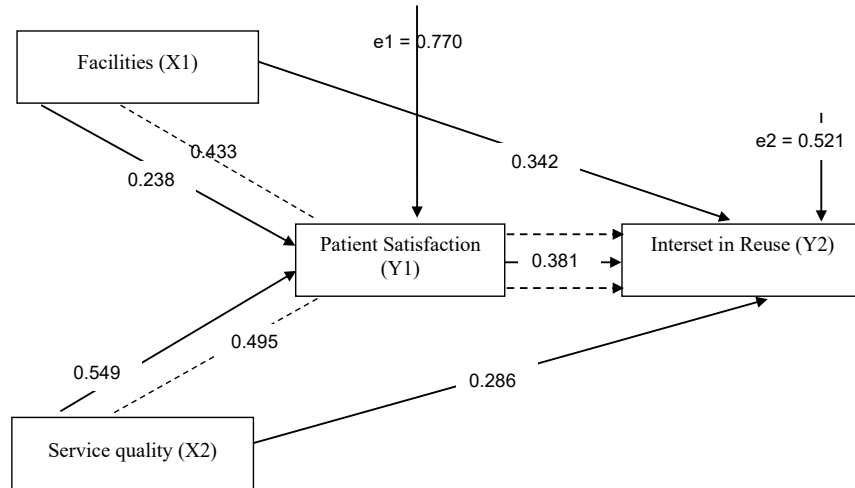 e1 = 0.770
Facilities (X1)
e2 = 0.521
0.433
0.342
0.238
Patient Satisfaction
(Y1)
0.381
Interset in Reuse (Y2)
0.495
0.549
0.286
Service quality (X2)